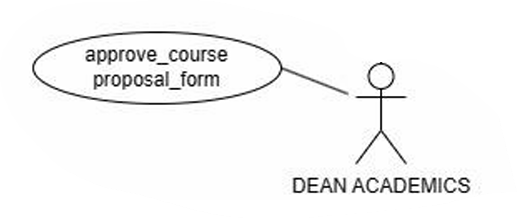 approve_course
proposal_form
DEAN ACADEMICS